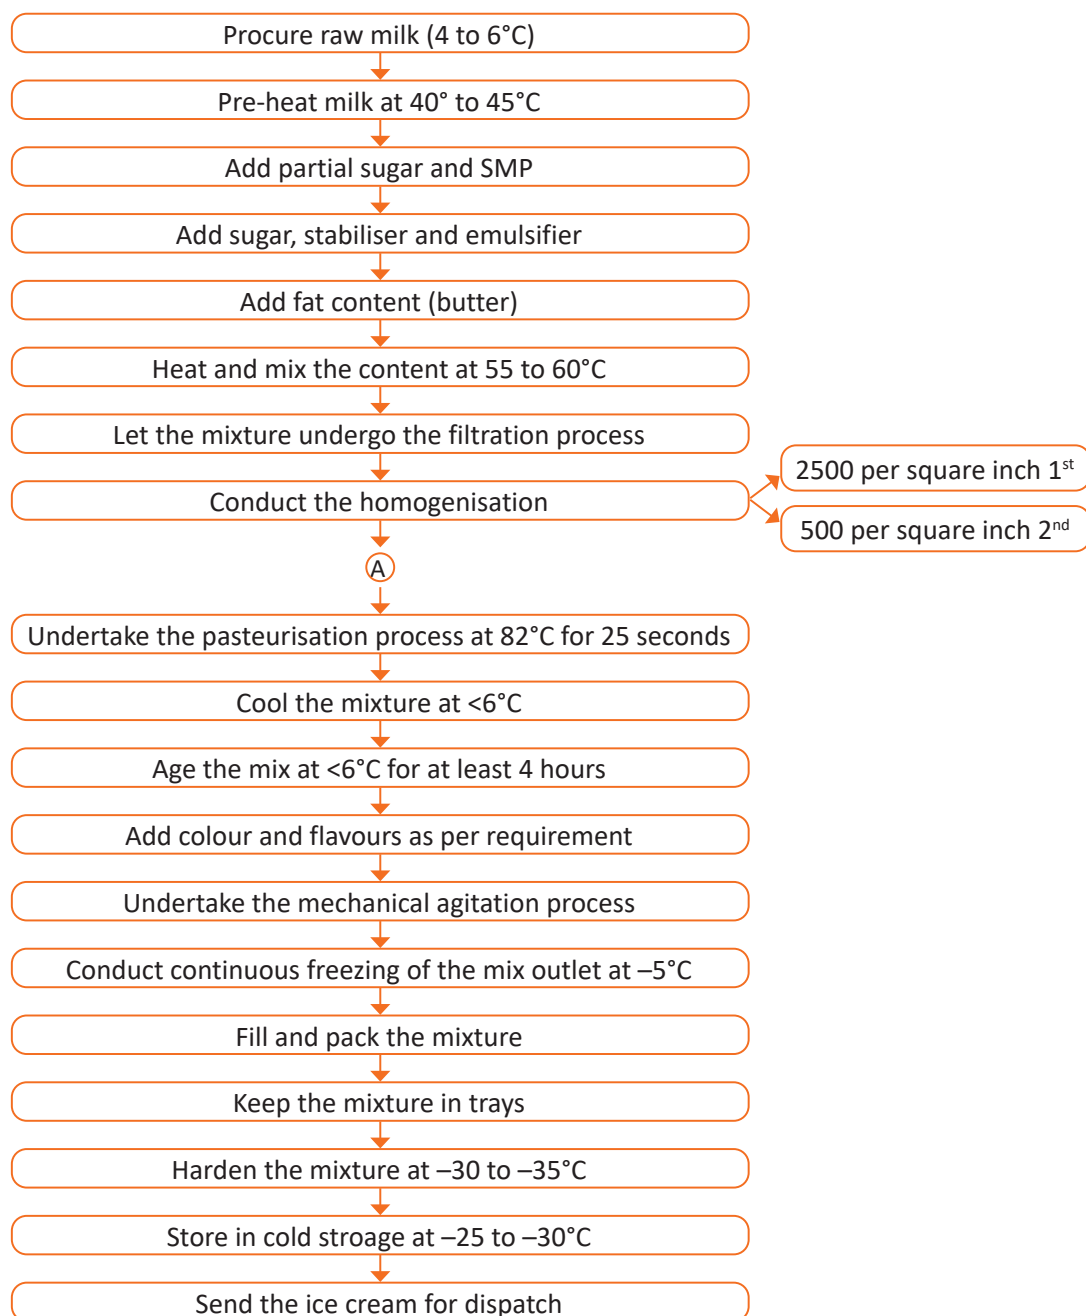 Procure raw milk (4 to 6°C)
Pre-heat milk at 40° to 45°C
Add partial sugar and SMP
Add sugar, stabiliser and emulsifier
Add fat content (butter)
Heat and mix the content at 55 to 60°C
Let the mixture undergo the filtration process
Conduct the homogenisation
2500 per square inch 1st
500 per square inch 2nd
A
Undertake the pasteurisation process at 82°C for 25 seconds
Cool the mixture at <6°C
Age the mix at <6°C for at least 4 hours
Add colour and flavours as per requirement
Undertake the mechanical agitation process
Conduct continuous freezing of the mix outlet at –5°C
Fill and pack the mixture
Keep the mixture in trays
Harden the mixture at –30 to –35°C
Store in cold stroage at –25 to –30°C
Send the ice cream for dispatch